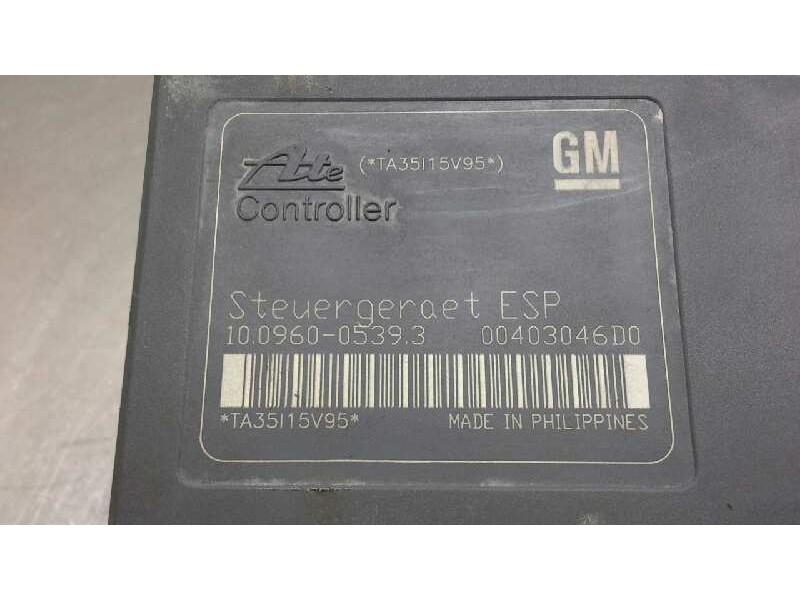 Ate (*TA35I15V95*) GM
Controller
Steuergeraet ESP
10.0960-0539.3 00403046D0
*TA35I15V95* MADE IN PHILIPPINES